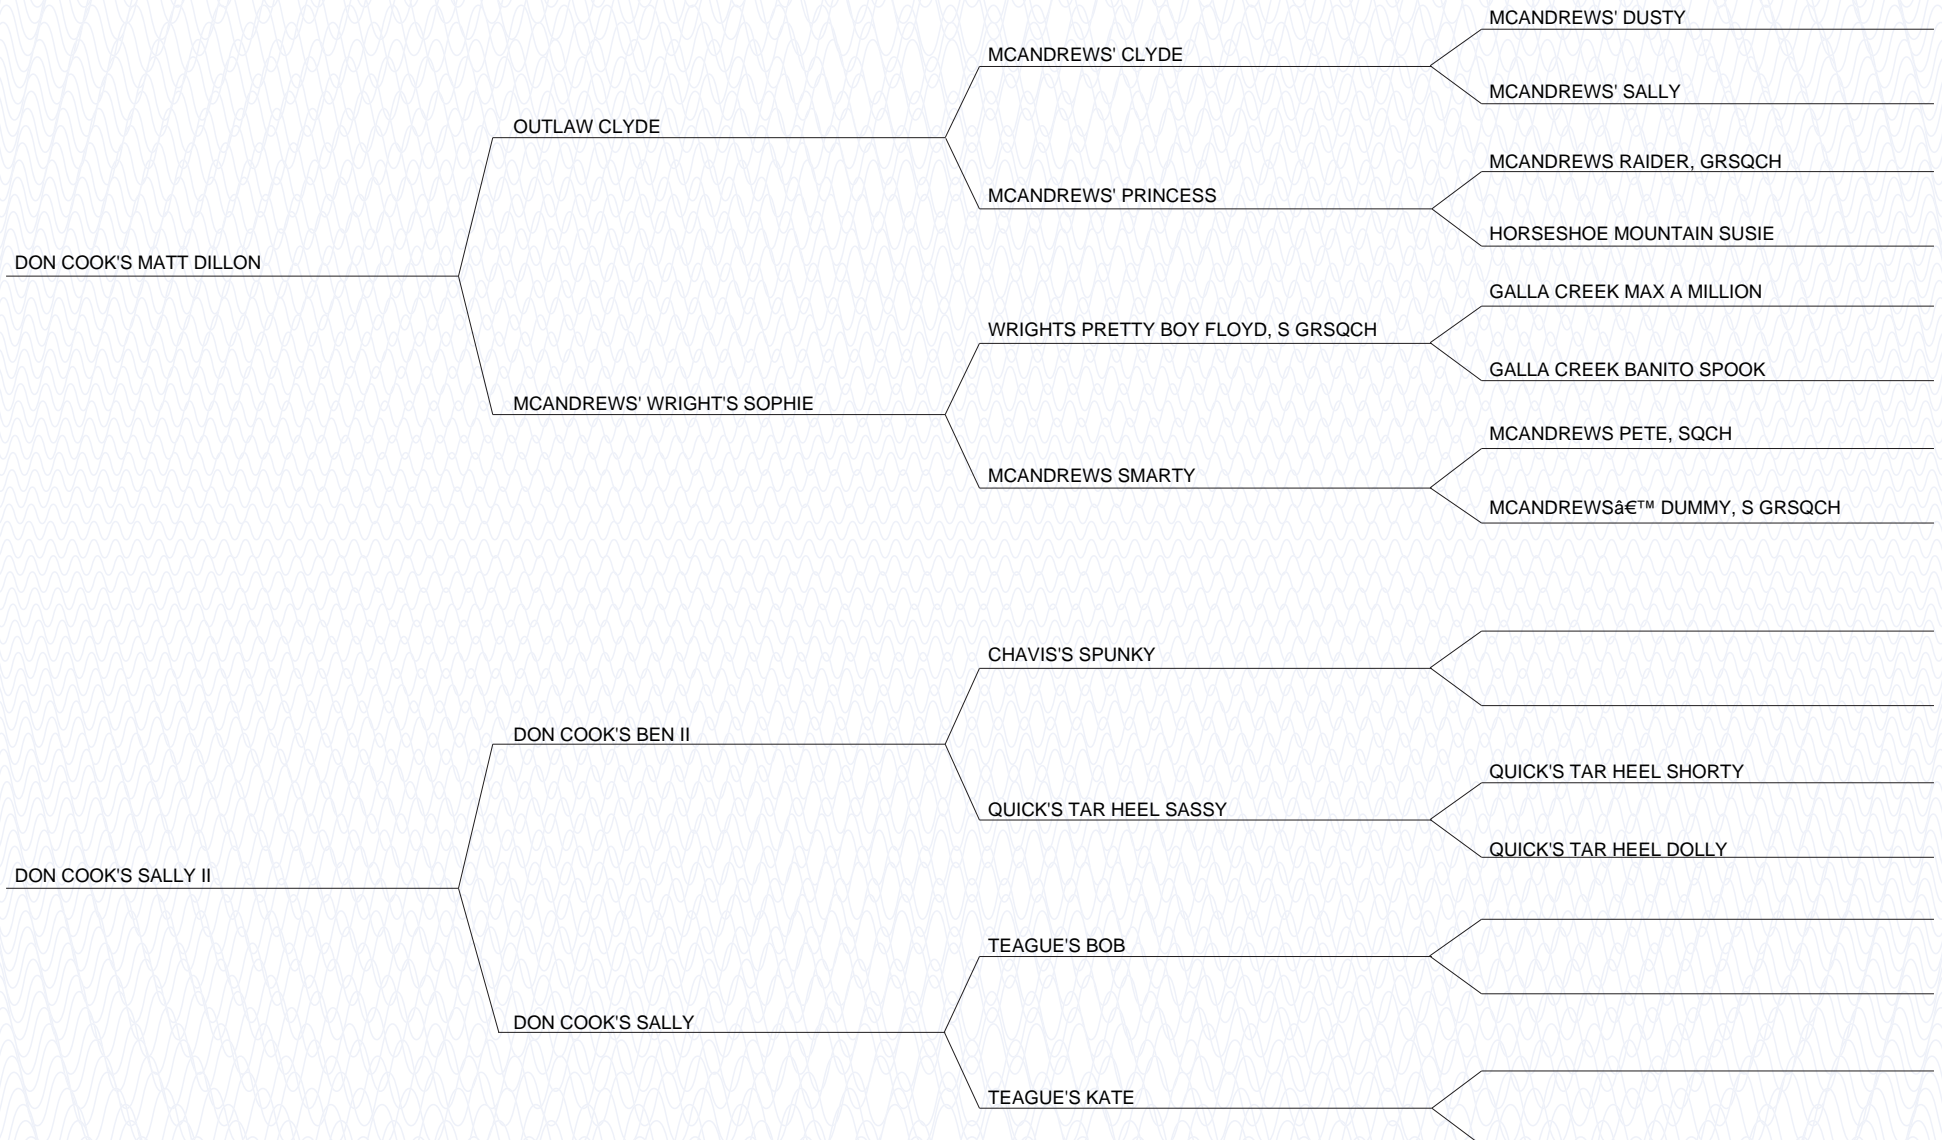 MCANDREWS' DUSTY
MCANDREWS' CLYDE
MCANDREWS' SALLY
OUTLAW CLYDE
MCANDREWS RAIDER, GRSQCH
MCANDREWS' PRINCESS
HORSESHOE MOUNTAIN SUSIE
DON COOK'S MATT DILLON
GALLA CREEK MAX A MILLION
WRIGHTS PRETTY BOY FLOYD, S GRSQCH
GALLA CREEK BANITO SPOOK
MCANDREWS' WRIGHT'S SOPHIE
MCANDREWS PETE, SQCH
MCANDREWS SMARTY
MCANDREWSâ€™ DUMMY, S GRSQCH
CHAVIS'S SPUNKY
DON COOK'S BEN II
QUICK'S TAR HEEL SHORTY
QUICK'S TAR HEEL SASSY
QUICK'S TAR HEEL DOLLY
DON COOK'S SALLY II
TEAGUE'S BOB
DON COOK'S SALLY
TEAGUE'S KATE